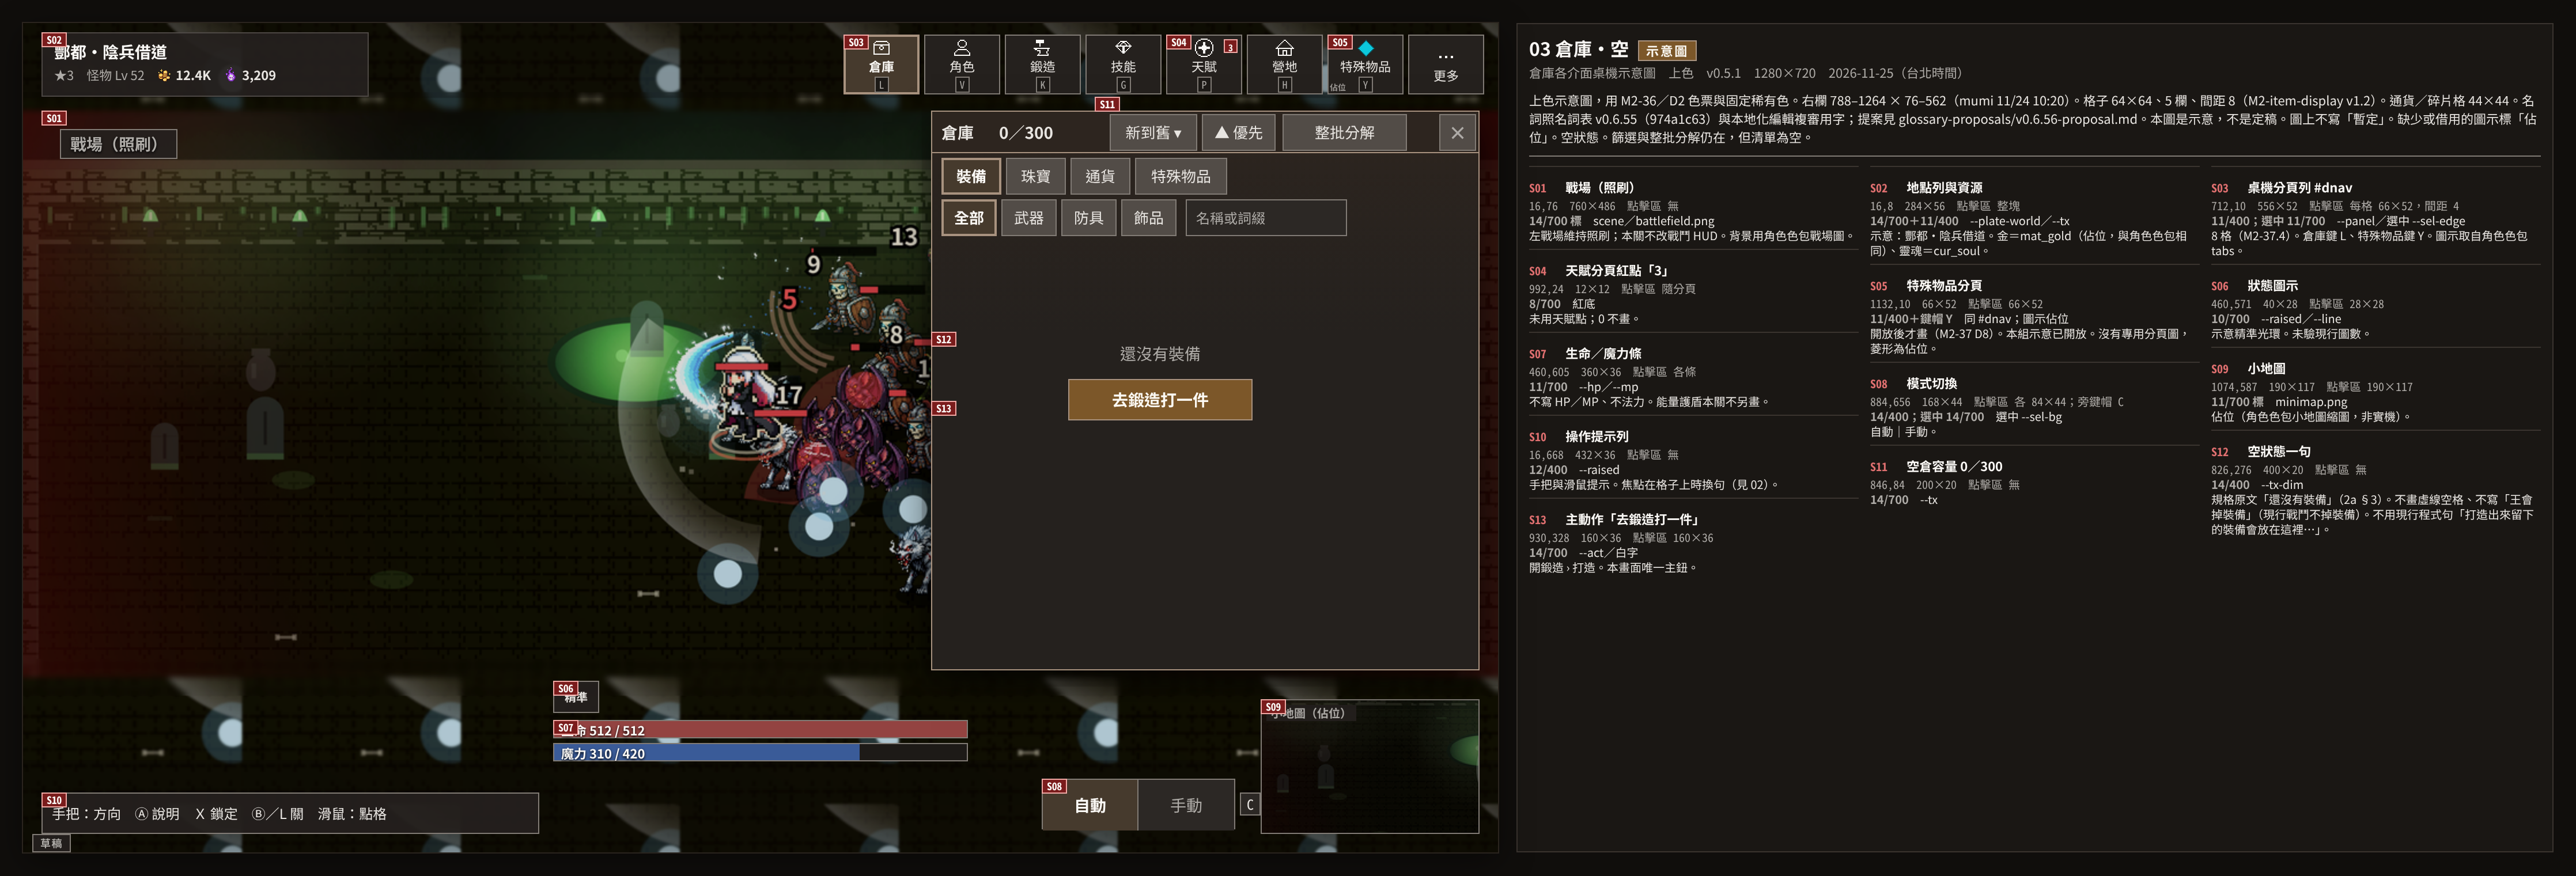 S02
酆都・陰兵借道
★3 怪物 Lv 52 12.4K 3,209
S03 倉庫 L
角色 V
鍛造 K
技能 G
S04 3 天賦 P
營地 H
S05 特殊物品 佔位 Y
… 更多
S01
戰場（照刷）
S11
倉庫 0／300 新到舊▾ ▲優先 整批分解 ×
裝備 珠寶 通貨 特殊物品
全部 武器 防具 飾品 名稱或詞綴
13
9
5
8
1
17
S12
還沒有裝備
S13
去鍛造打一件
S06
精準
S07
命 512 / 512
魔力 310 / 420
S09
地圖（佔位）
S08
自動 手動 C
S10
手把：方向 Ⓐ 說明 X 鎖定 Ⓑ／L 關 滑鼠：點格
草稿
03 倉庫・空 示意圖
倉庫各介面桌機示意圖 上色 v0.5.1 1280×720 2026-11-25（台北時間）
上色示意圖，用 M2-36／D2 色票與固定稀有色。右欄 788–1264 × 76–562（mumi 11/24 10:20）。格子 64×64、5 欄、間距 8（M2-item-display v1.2）。通貨／碎片格 44×44。名
詞照名詞表 v0.6.55（974a1c63）與本地化編輯複審用字；提案見 glossary-proposals/v0.6.56-proposal.md。本圖是示意，不是定稿。圖上不寫「暫定」。缺少或借用的圖示標「佔
位」。空狀態。篩選與整批分解仍在，但清單為空。
S01 戰場（照刷）
16,76 760×486 點擊區 無
14/700 標 scene／battlefield.png
左戰場維持照刷；本關不改戰鬥 HUD。背景用角色色包戰場圖。
S04 天賦分頁紅點「3」
992,24 12×12 點擊區 隨分頁
8/700 紅底
未用天賦點；0 不畫。
S07 生命／魔力條
460,605 360×36 點擊區 各條
11/700 --hp／--mp
不寫 HP／MP、不法力。能量護盾本關不另畫。
S10 操作提示列
16,668 432×36 點擊區 無
12/400 --raised
手把與滑鼠提示。焦點在格子上時換句（見 02）。
S13 主動作「去鍛造打一件」
930,328 160×36 點擊區 160×36
14/700 --act／白字
開鍛造 › 打造。本畫面唯一主鈕。
S02 地點列與資源
16,8 284×56 點擊區 整塊
14/700＋11/400 --plate-world／--tx
示意：酆都・陰兵借道。金＝mat_gold（佔位，與角色色包相
同）、靈魂＝cur_soul。
S05 特殊物品分頁
1132,10 66×52 點擊區 66×52
11/400＋鍵帽 Y 同 #dnav；圖示佔位
開放後才畫（M2-37 D8）。本組示意已開放。沒有專用分頁圖，
菱形為佔位。
S08 模式切換
884,656 168×44 點擊區 各 84×44；旁鍵帽 C
14/400；選中 14/700 選中 --sel-bg
自動｜手動。
S11 空倉容量 0／300
846,84 200×20 點擊區 無
14/700 --tx
S03 桌機分頁列 #dnav
712,10 556×52 點擊區 每格 66×52，間距 4
11/400；選中 11/700 --panel／選中 --sel-edge
8 格（M2-37.4）。倉庫鍵 L、特殊物品鍵 Y。圖示取自角色色包
tabs。
S06 狀態圖示
460,571 40×28 點擊區 28×28
10/700 --raised／--line
示意精準光環。未驗現行圖數。
S09 小地圖
1074,587 190×117 點擊區 190×117
11/700 標 minimap.png
佔位（角色色包小地圖縮圖，非實機）。
S12 空狀態一句
826,276 400×20 點擊區 無
14/400 --tx-dim
規格原文「還沒有裝備」（2a §3）。不畫虛線空格、不寫「王會
掉裝備」（現行戰鬥不掉裝備）。不用現行程式句「打造出來留下
的裝備會放在這裡…」。